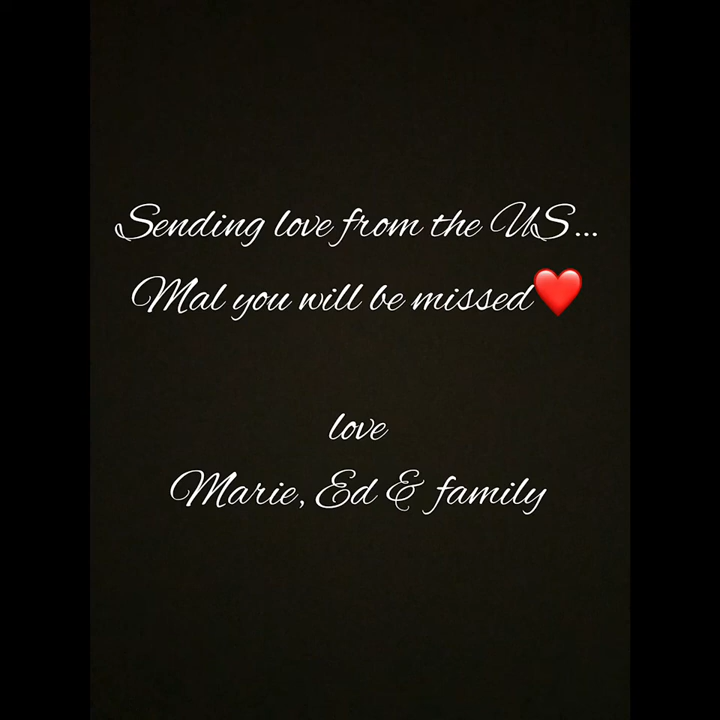 Sending love from the US...
Mal you will be missed❤️
love
Marie, Ed & family